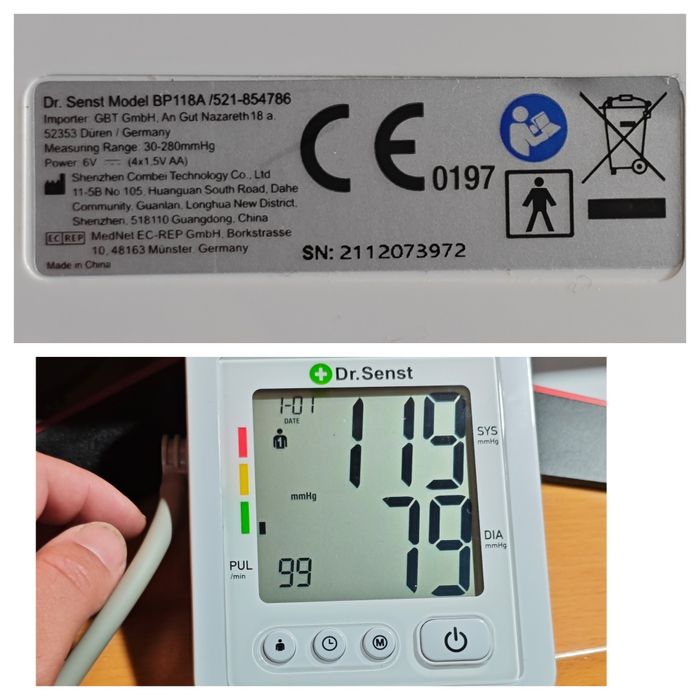 Dr. Senst Model BP118A /521-854786
Importer: GBT GmbH, An Gut Nazareth 18 a.
52353 Düren / Germany
Measuring Range: 30-280mmHg
Power: 6V ⎓ (4x1.5V AA)
Shenzhen Combei Technology Co., Ltd
11-5B No 105, Huanguan South Road, Dahe
Community, Guanlan, Longhua New District,
Shenzhen, 518110 Guangdong, China
EC REP MedNet EC-REP GmbH, Borkstrasse
10, 48163 Münster, Germany
Made in China
CE 0197
SN: 2112073972
Dr.Senst
1-01
DATE
119
SYS
mmHg
1
mmHg
79
DIA
mmHg
PUL
/min
99
M